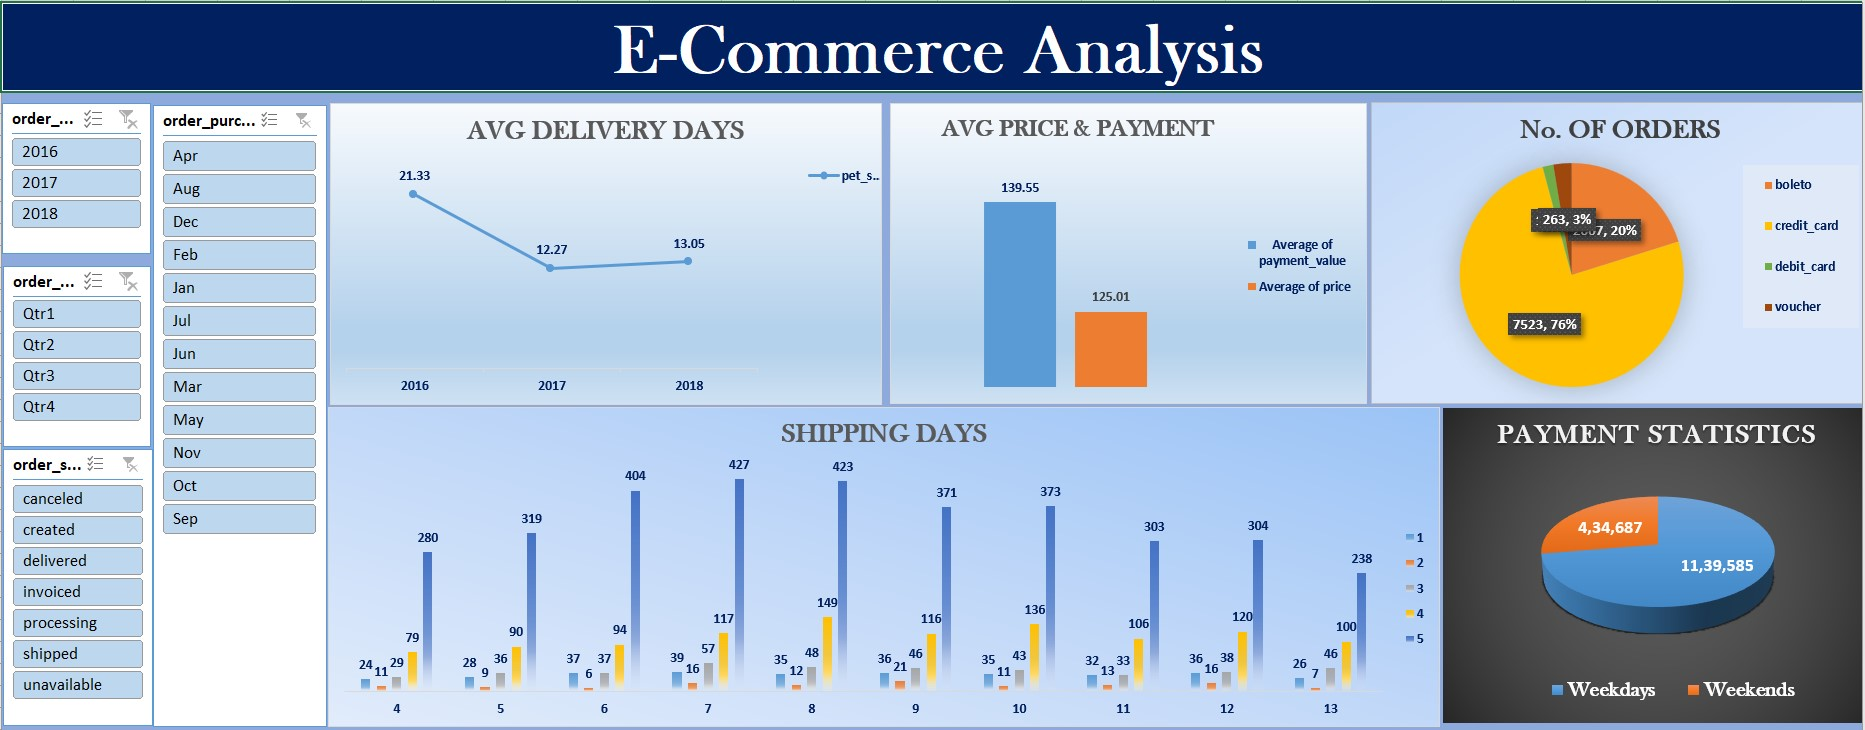 E-Commerce Analysis
order_...
2016
2017
2018
order_...
Qtr1
Qtr2
Qtr3
Qtr4
order_s...
canceled
created
delivered
invoiced
processing
shipped
unavailable
order_purc...
Apr
Aug
Dec
Feb
Jan
Jul
Jun
Mar
May
Nov
Oct
Sep
AVG DELIVERY DAYS
21.33
12.27
13.05
pet_s..
2016 2017 2018
AVG PRICE & PAYMENT
139.55
125.01
Average of
payment_value
Average of price
No. OF ORDERS
263, 3%
7, 20%
7523, 76%
boleto
credit_card
debit_card
voucher
SHIPPING DAYS
24 11 29 79 280
28 9 36 90 319
37 6 37 94 404
39 16 57 117 427
35 12 48 149 423
36 21 46 116 371
35 11 43 136 373
32 13 33 106 303
36 16 38 120 304
26 7 46 100 238
4 5 6 7 8 9 10 11 12 13
1
2
3
4
5
PAYMENT STATISTICS
4,34,687
11,39,585
Weekdays Weekends